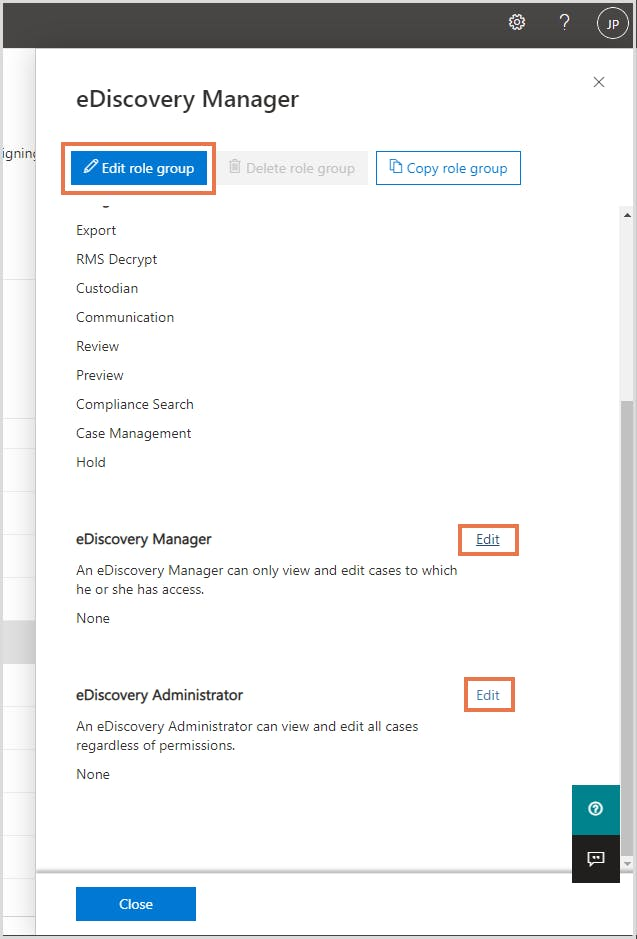 JP
eDiscovery Manager
igning
Edit role group
Delete role group
Copy role group
Export
RMS Decrypt
Custodian
Communication
Review
Preview
Compliance Search
Case Management
Hold
eDiscovery Manager
Edit
An eDiscovery Manager can only view and edit cases to which
he or she has access.
None
eDiscovery Administrator
Edit
An eDiscovery Administrator can view and edit all cases
regardless of permissions.
None
Close